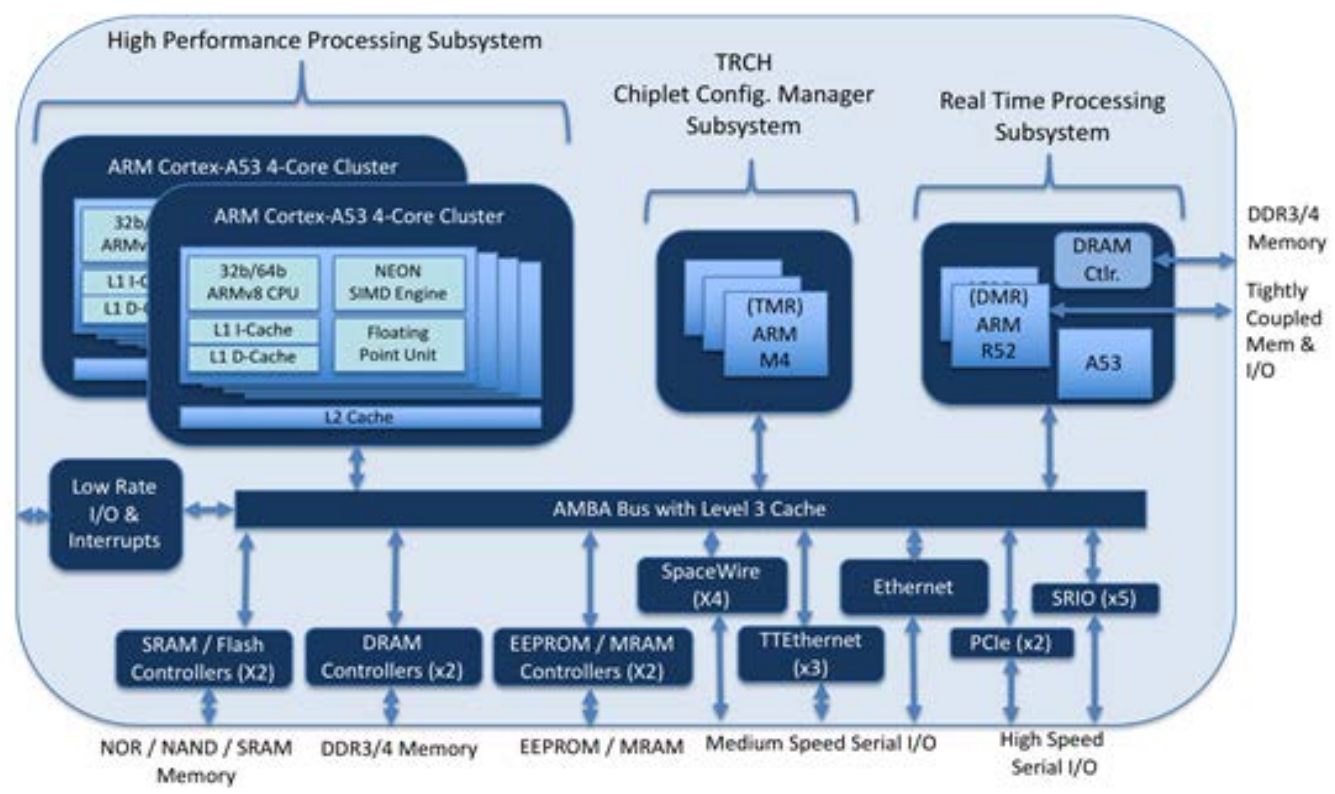 High Performance Processing Subsystem
TRCH
Chiplet Config. Manager
Subsystem
Real Time Processing
Subsystem
ARM Cortex-A53 4-Core Cluster
32b/
ARMv
L1 I-C
L1 D-
ARM Cortex-A53 4-Core Cluster
32b/64b
ARMv8 CPU
NEON
SIMD Engine
L1 I-Cache
L1 D-Cache
Floating
Point Unit
L2 Cache
(TMR)
ARM
M4
DRAM
Ctlr.
(DMR)
ARM
R52
A53
DDR3/4
Memory
Tightly
Coupled
Mem &
I/O
Low Rate
I/O &
Interrupts
AMBA Bus with Level 3 Cache
SRAM / Flash
Controllers (X2)
DRAM
Controllers (x2)
EEPROM / MRAM
Controllers (X2)
SpaceWire
(X4)
TTEthernet
(x3)
Ethernet
PCIe (x2)
SRIO (x5)
NOR / NAND / SRAM
Memory
DDR3/4 Memory
EEPROM / MRAM
Medium Speed Serial I/O
High Speed
Serial I/O